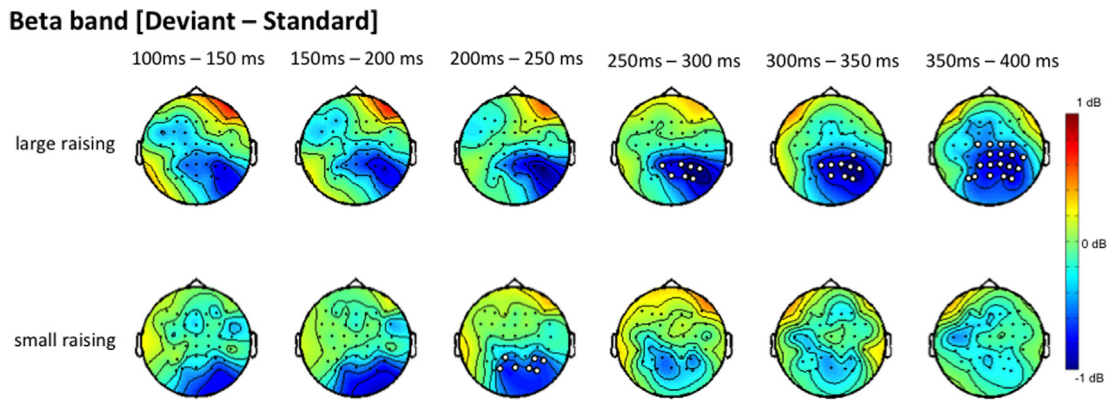 Beta band [Deviant – Standard]
100ms – 150 ms 150ms – 200 ms 200ms – 250 ms 250ms – 300 ms 300ms – 350 ms 350ms – 400 ms
1 dB
large raising
0 dB
small raising
-1 dB